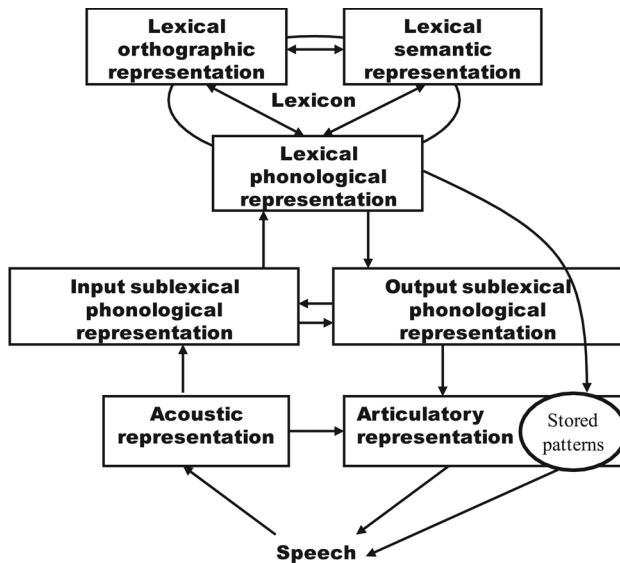 Lexical
orthographic
representation
Lexical
semantic
representation
Lexicon
Lexical
phonological
representation
Input sublexical
phonological
representation
Output sublexical
phonological
representation
Acoustic
representation
Articulatory
representation
Stored
patterns
Speech